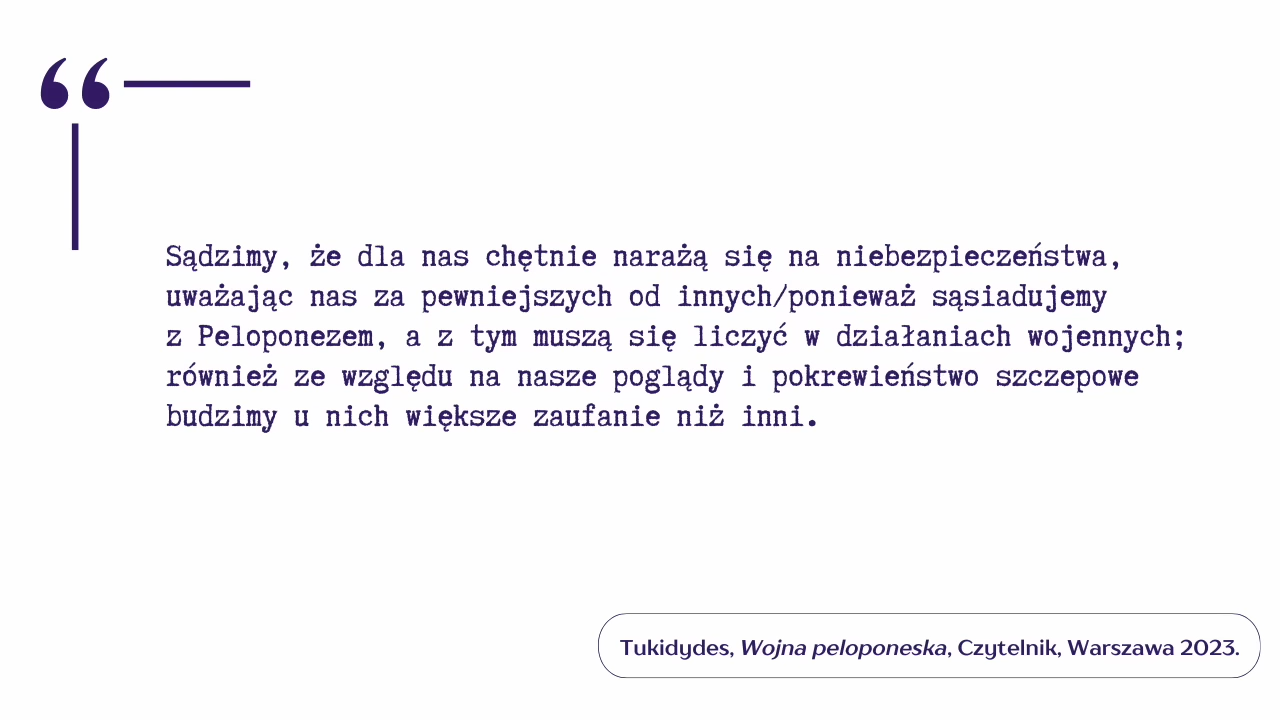 “
Sądzimy, że dla nas chętnie narażą się na niebezpieczeństwa,
uważając nas za pewniejszych od innych/ponieważ sąsiadujemy
z Peloponezem, a z tym muszą się liczyć w działaniach wojennych;
również ze względu na nasze poglądy i pokrewieństwo szczepowe
budzimy u nich większe zaufanie niż inni.
Tukidydes, Wojna peloponeska, Czytelnik, Warszawa 2023.